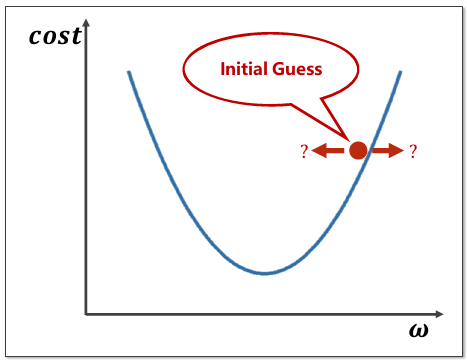 cost
Initial Guess
? ?
ω